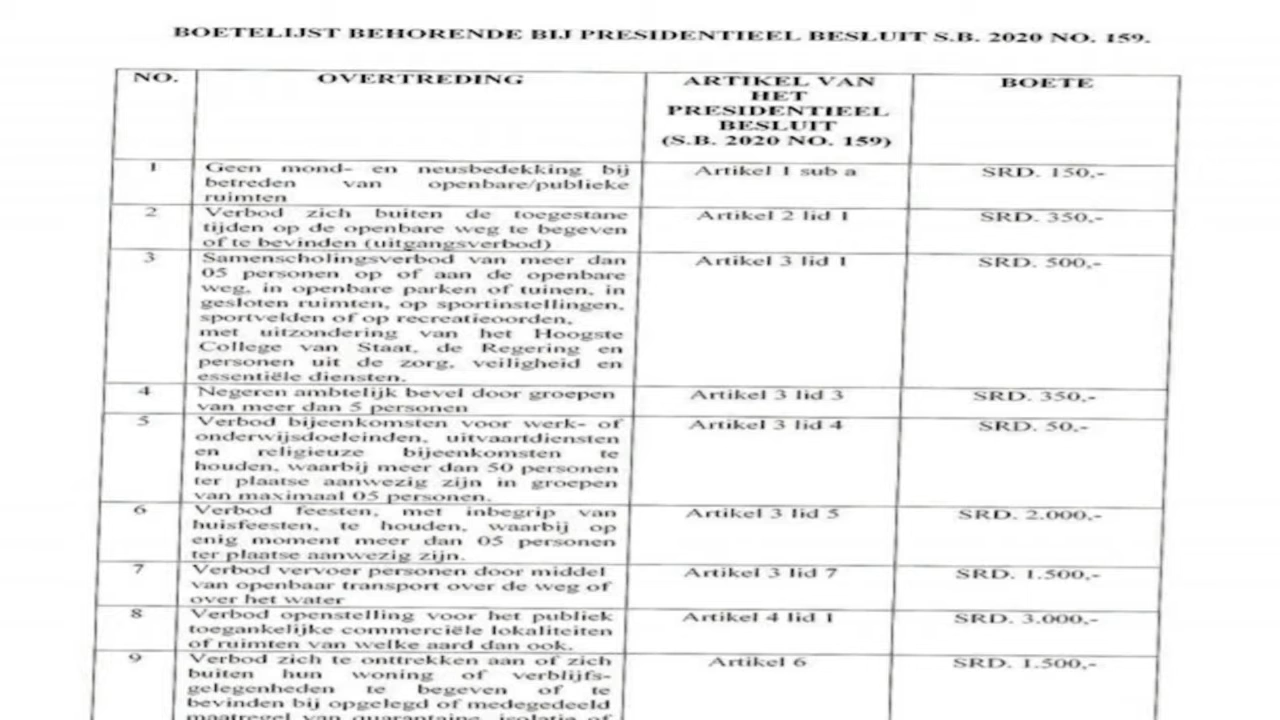 BOETELIJST BEHORENDE BIJ PRESIDENTIEEL BESLUIT S.B. 2020 NO. 159.
NO. OVERTREDING ARTIKEL VAN HET PRESIDENTIEEL BESLUIT (S.B. 2020 NO. 159) BOETE
1 Geen mond- en neusbedekking bij Artikel 1 sub a SRD. 150,-
betreden van openbare/publieke
ruimten
2 Verbod zich buiten de toegestane Artikel 2 lid 1 SRD. 350,-
tijden op de openbare weg te begeven
of te bevinden (uitgangsverbod)
3 Samenscholingsverbod van meer dan Artikel 3 lid 1 SRD. 500,-
05 personen op of aan de openbare
weg, in openbare parken of tuinen, in
gesloten ruimten, op sportinstellingen,
sportvelden of op recreatieoorden,
met uitzondering van het Hoogste
College van Staat, de Regering en
personen uit de zorg, veiligheid en
essentiële diensten.
4 Negeren ambtelijk bevel door groepen Artikel 3 lid 3 SRD. 350,-
van meer dan 5 personen
5 Verbod bijeenkomsten voor werk- of Artikel 3 lid 4 SRD. 50,-
onderwijsdoeleinden, uitvaartdiensten
en religieuze bijeenkomsten te
houden, waarbij meer dan 50 personen
ter plaatse aanwezig zijn in groepen
van maximaal 05 personen.
6 Verbod feesten, met inbegrip van Artikel 3 lid 5 SRD. 2.000,-
huisfeesten, te houden, waarbij op
enig moment meer dan 05 personen
ter plaatse aanwezig zijn.
7 Verbod vervoer personen door middel Artikel 3 lid 7 SRD. 1.500,-
van openbaar transport over de weg of
over het water
8 Verbod openstelling voor het publiek Artikel 4 lid 1 SRD. 3.000,-
toegankelijke commerciële lokaliteiten
of ruimten van welke aard dan ook.
9 Verbod zich te onttrekken aan of zich Artikel 6 SRD. 1.500,-
buiten hun woning of verblijfs-
gelegenheden te begeven of te
bevinden bij opgelegd of medegedeeld
maatregel van quarantaine, isolatie of